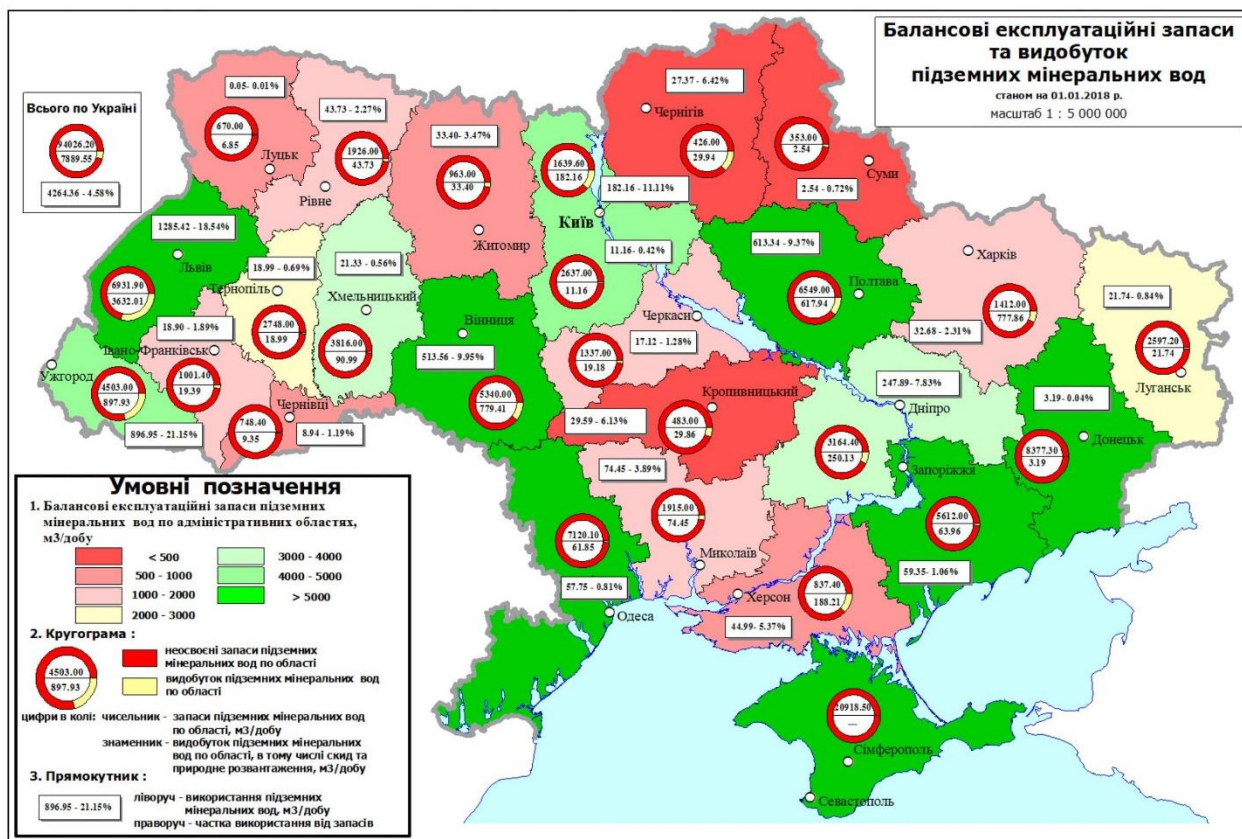 Балансові експлуатаційні запаси
та видобуток
підземних мінеральних вод
станом на 01.01.2018 р.
масштаб 1 : 5 000 000
Всього по Україні
94026.20
7889.55
4264.36 - 4.58%
0.05- 0.01%
670.00
6.85
Луцьк
43.73 - 2.27%
1926.00
43.73
Рівне
33.40- 3.47%
963.00
33.40
Житомир
1639.60
182.16
182.16 - 11.11%
Київ
11.16- 0.42%
2637.00
11.16
27.37 - 6.42%
Чернігів
426.00
29.94
353.00
2.54
Суми
2.54 - 0.72%
1285.42 - 18.54%
Львів
6931.90
3632.01
18.99 - 0.69%
Тернопіль
2748.00
18.99
21.33 - 0.56%
Хмельницький
3816.00
90.99
Вінниця
513.56 - 9.95%
5340.00
779.41
Черкаси
17.12 - 1.28%
1337.00
19.18
613.34 - 9.37%
Полтава
6549.00
617.94
Харків
1412.00
777.86
32.68 - 2.31%
21.74- 0.84%
2597.20
21.74
Луганськ
18.90 - 1.89%
Івано-Франківськ
1001.40
19.39
Ужгород
4503.00
897.93
896.95 - 21.15%
748.40
9.35
Чернівці
8.94 - 1.19%
Кропивницький
483.00
29.86
29.59 - 6.13%
247.89- 7.83%
Дніпро
3164.40
250.13
3.19 - 0.04%
Донецьк
8377.30
3.19
Запоріжжя
5612.00
63.96
59.35- 1.06%
74.45 - 3.89%
1915.00
74.45
Миколаїв
7120.10
61.85
57.75 - 0.81%
Одеса
Херсон
837.40
188.21
44.99- 5.37%
20918.50
---
Сімферополь
Севастополь
Умовні позначення
1. Балансові експлуатаційні запаси підземних
мінеральних вод по адміністративних областях,
м3/добу
< 500
500 - 1000
1000 - 2000
2000 - 3000
3000 - 4000
4000 - 5000
> 5000
2. Кругограма :
4503.00
897.93
неосвоєні запаси підземних
мінеральних вод по області
видобуток підземних мінеральних вод
по області
цифри в колі: чисельник - запаси підземних мінеральних вод
по області, м3/добу
знаменник - видобуток підземних мінеральних
вод по області, в тому числі скид та
природне розвантаження, м3/добу
3. Прямокутник :
896.95 - 21.15%
ліворуч - використання підземних
мінеральних вод, м3/добу
праворуч - частка використання від запасів